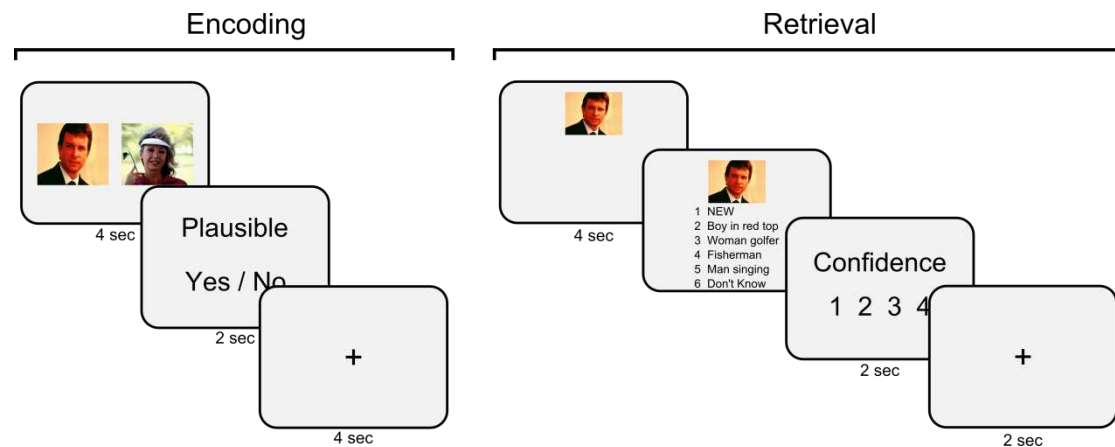 Encoding
4 sec
Plausible
Yes / No
2 sec
+
4 sec
Retrieval
4 sec
1 NEW
2 Boy in red top
3 Woman golfer
4 Fisherman
5 Man singing
6 Don't Know
Confidence
1 2 3 4
2 sec
+
2 sec